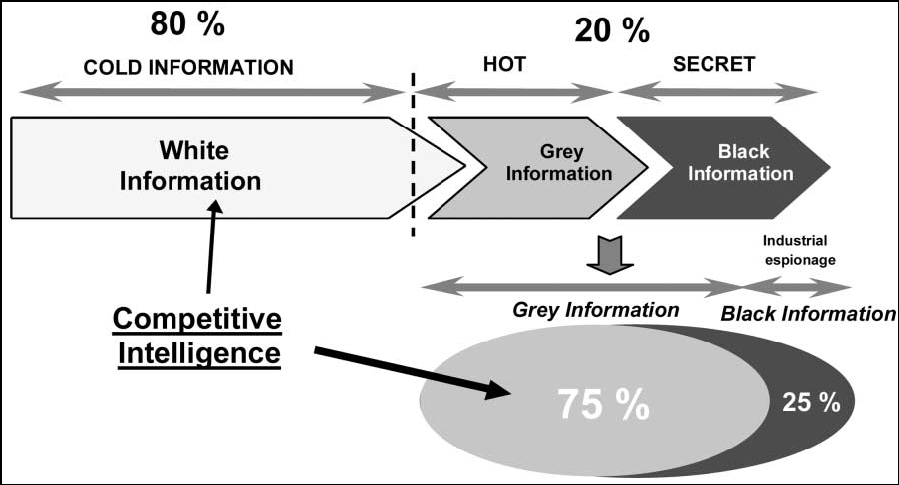 80 %
20 %
COLD INFORMATION
HOT
SECRET
White
Information
Grey
Information
Black
Information
Industrial
espionage
Grey Information
Black Information
Competitive
Intelligence
75 %
25 %